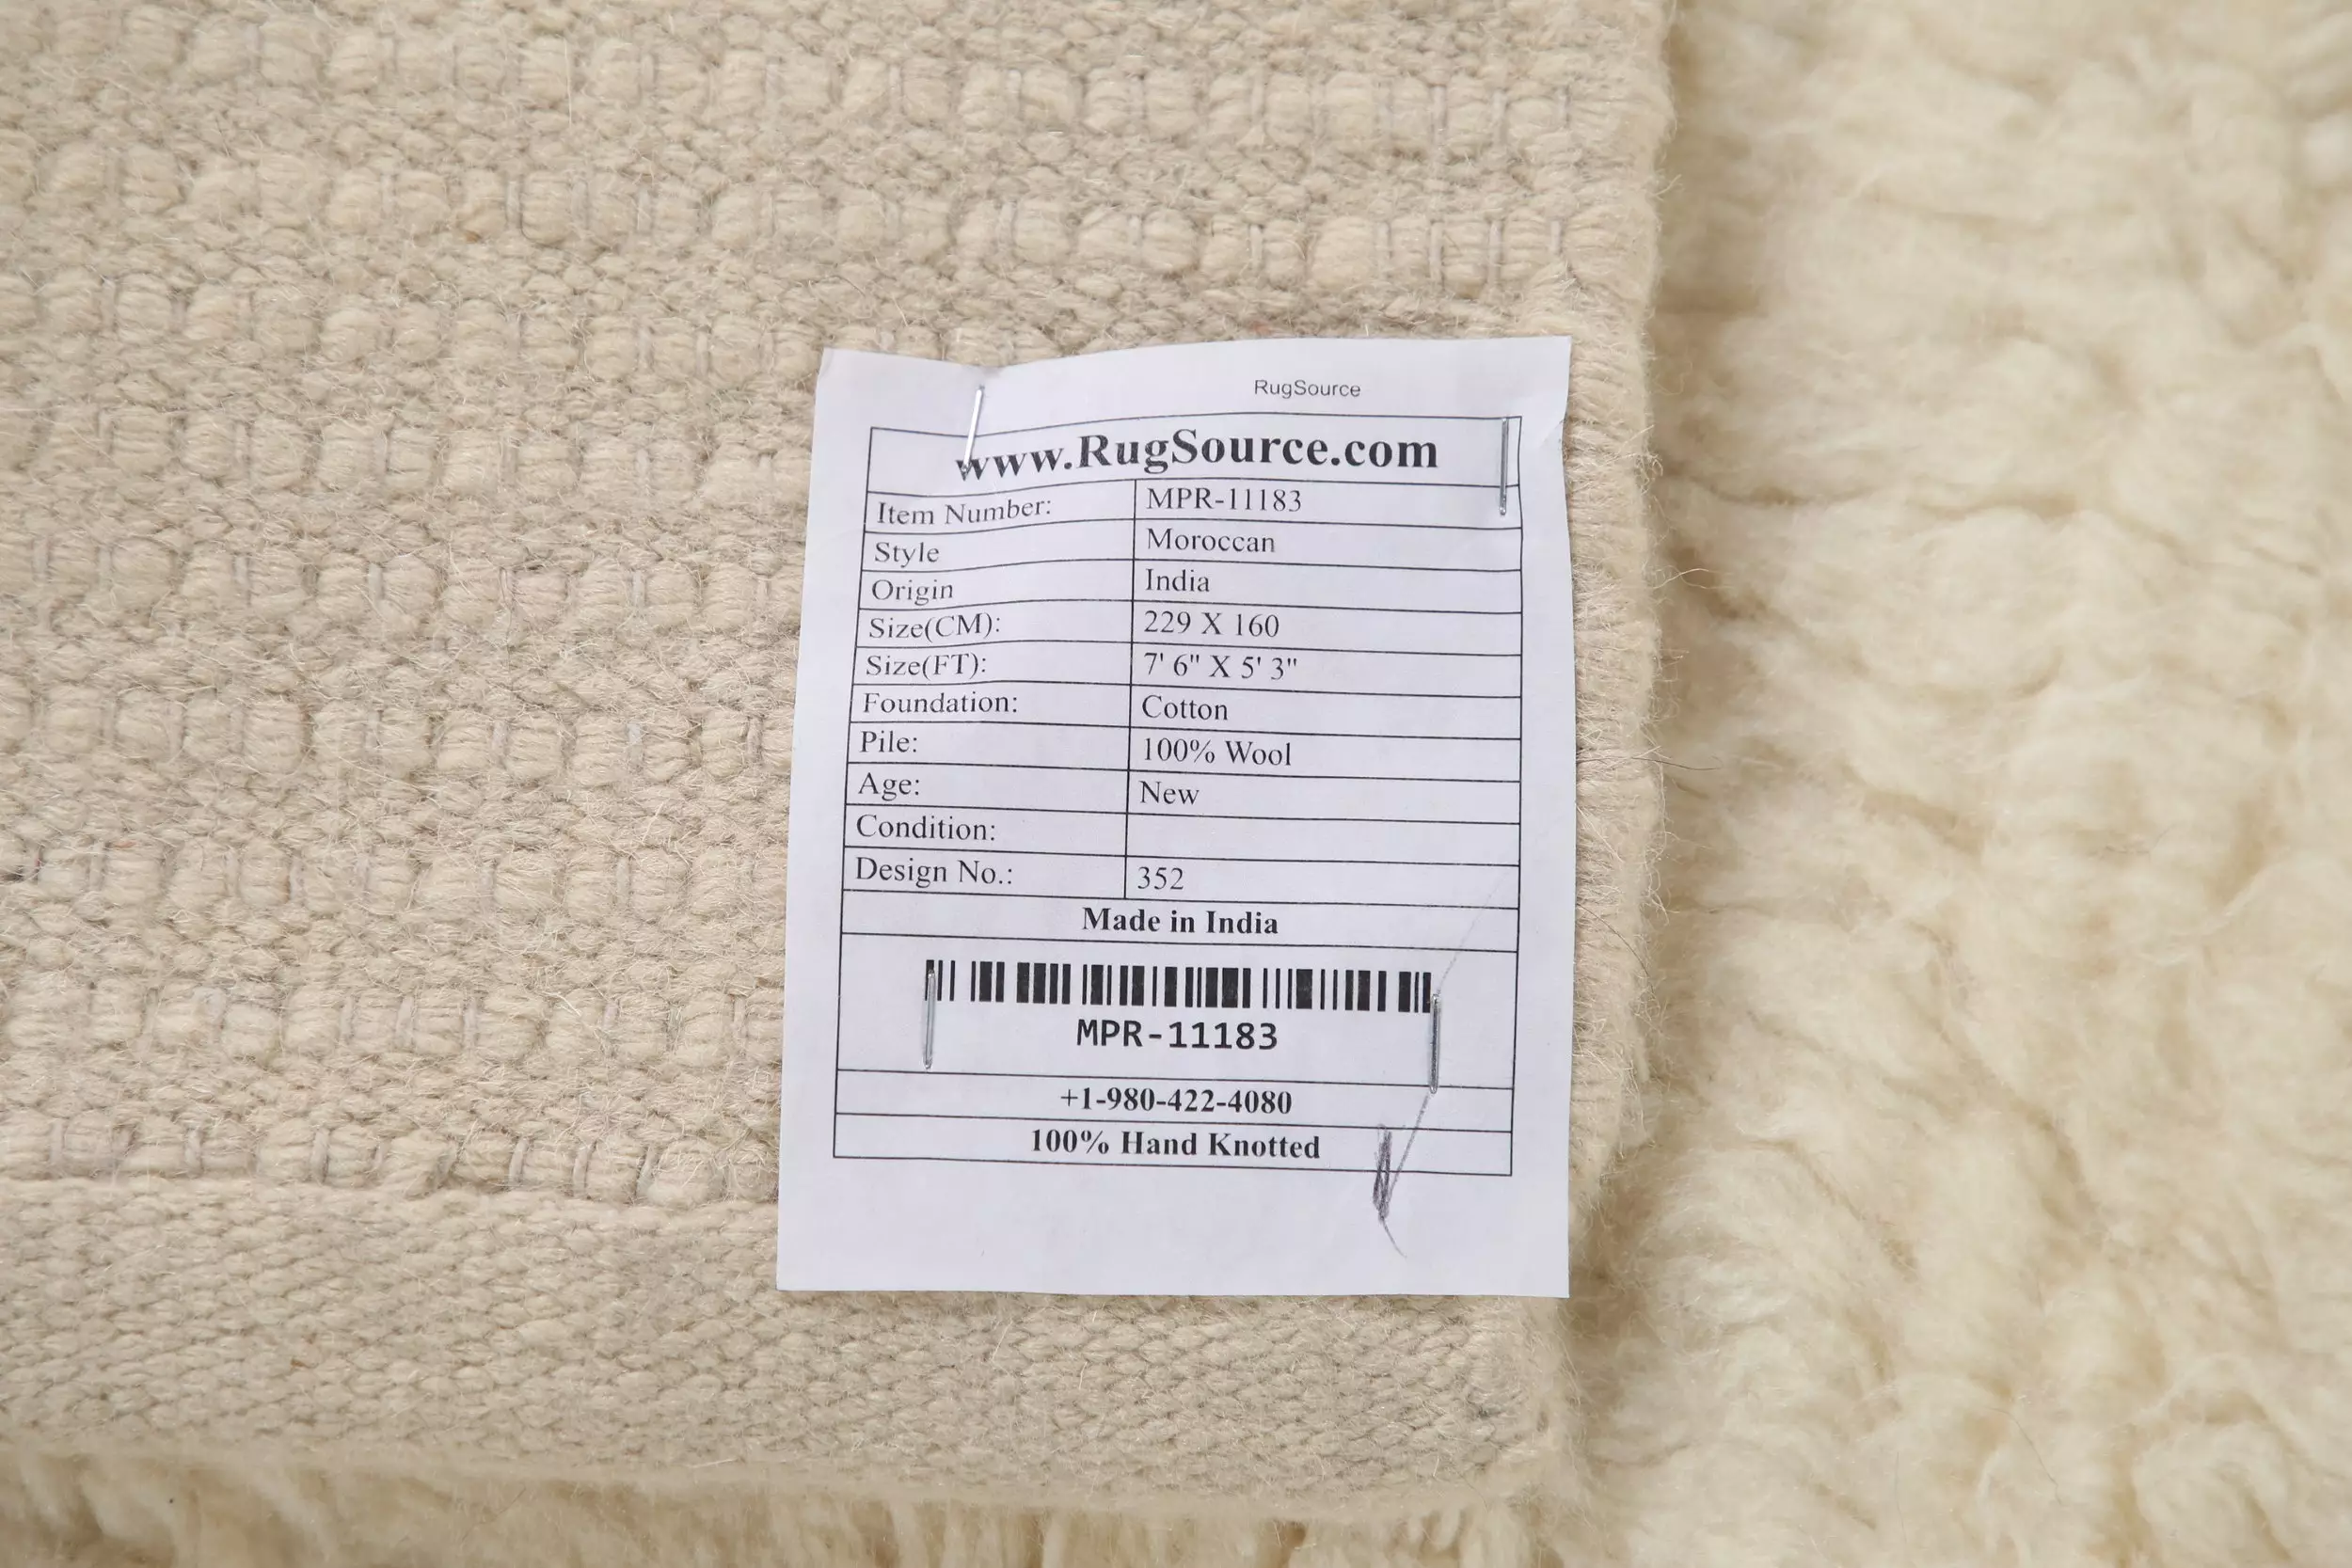 RugSource
www.RugSource.com
Item Number: MPR-11183
Style Moroccan
Origin India
Size(CM): 229 X 160
Size(FT): 7' 6" X 5' 3"
Foundation: Cotton
Pile: 100% Wool
Age: New
Condition:
Design No.: 352
Made in India
MPR-11183
+1-980-422-4080
100% Hand Knotted